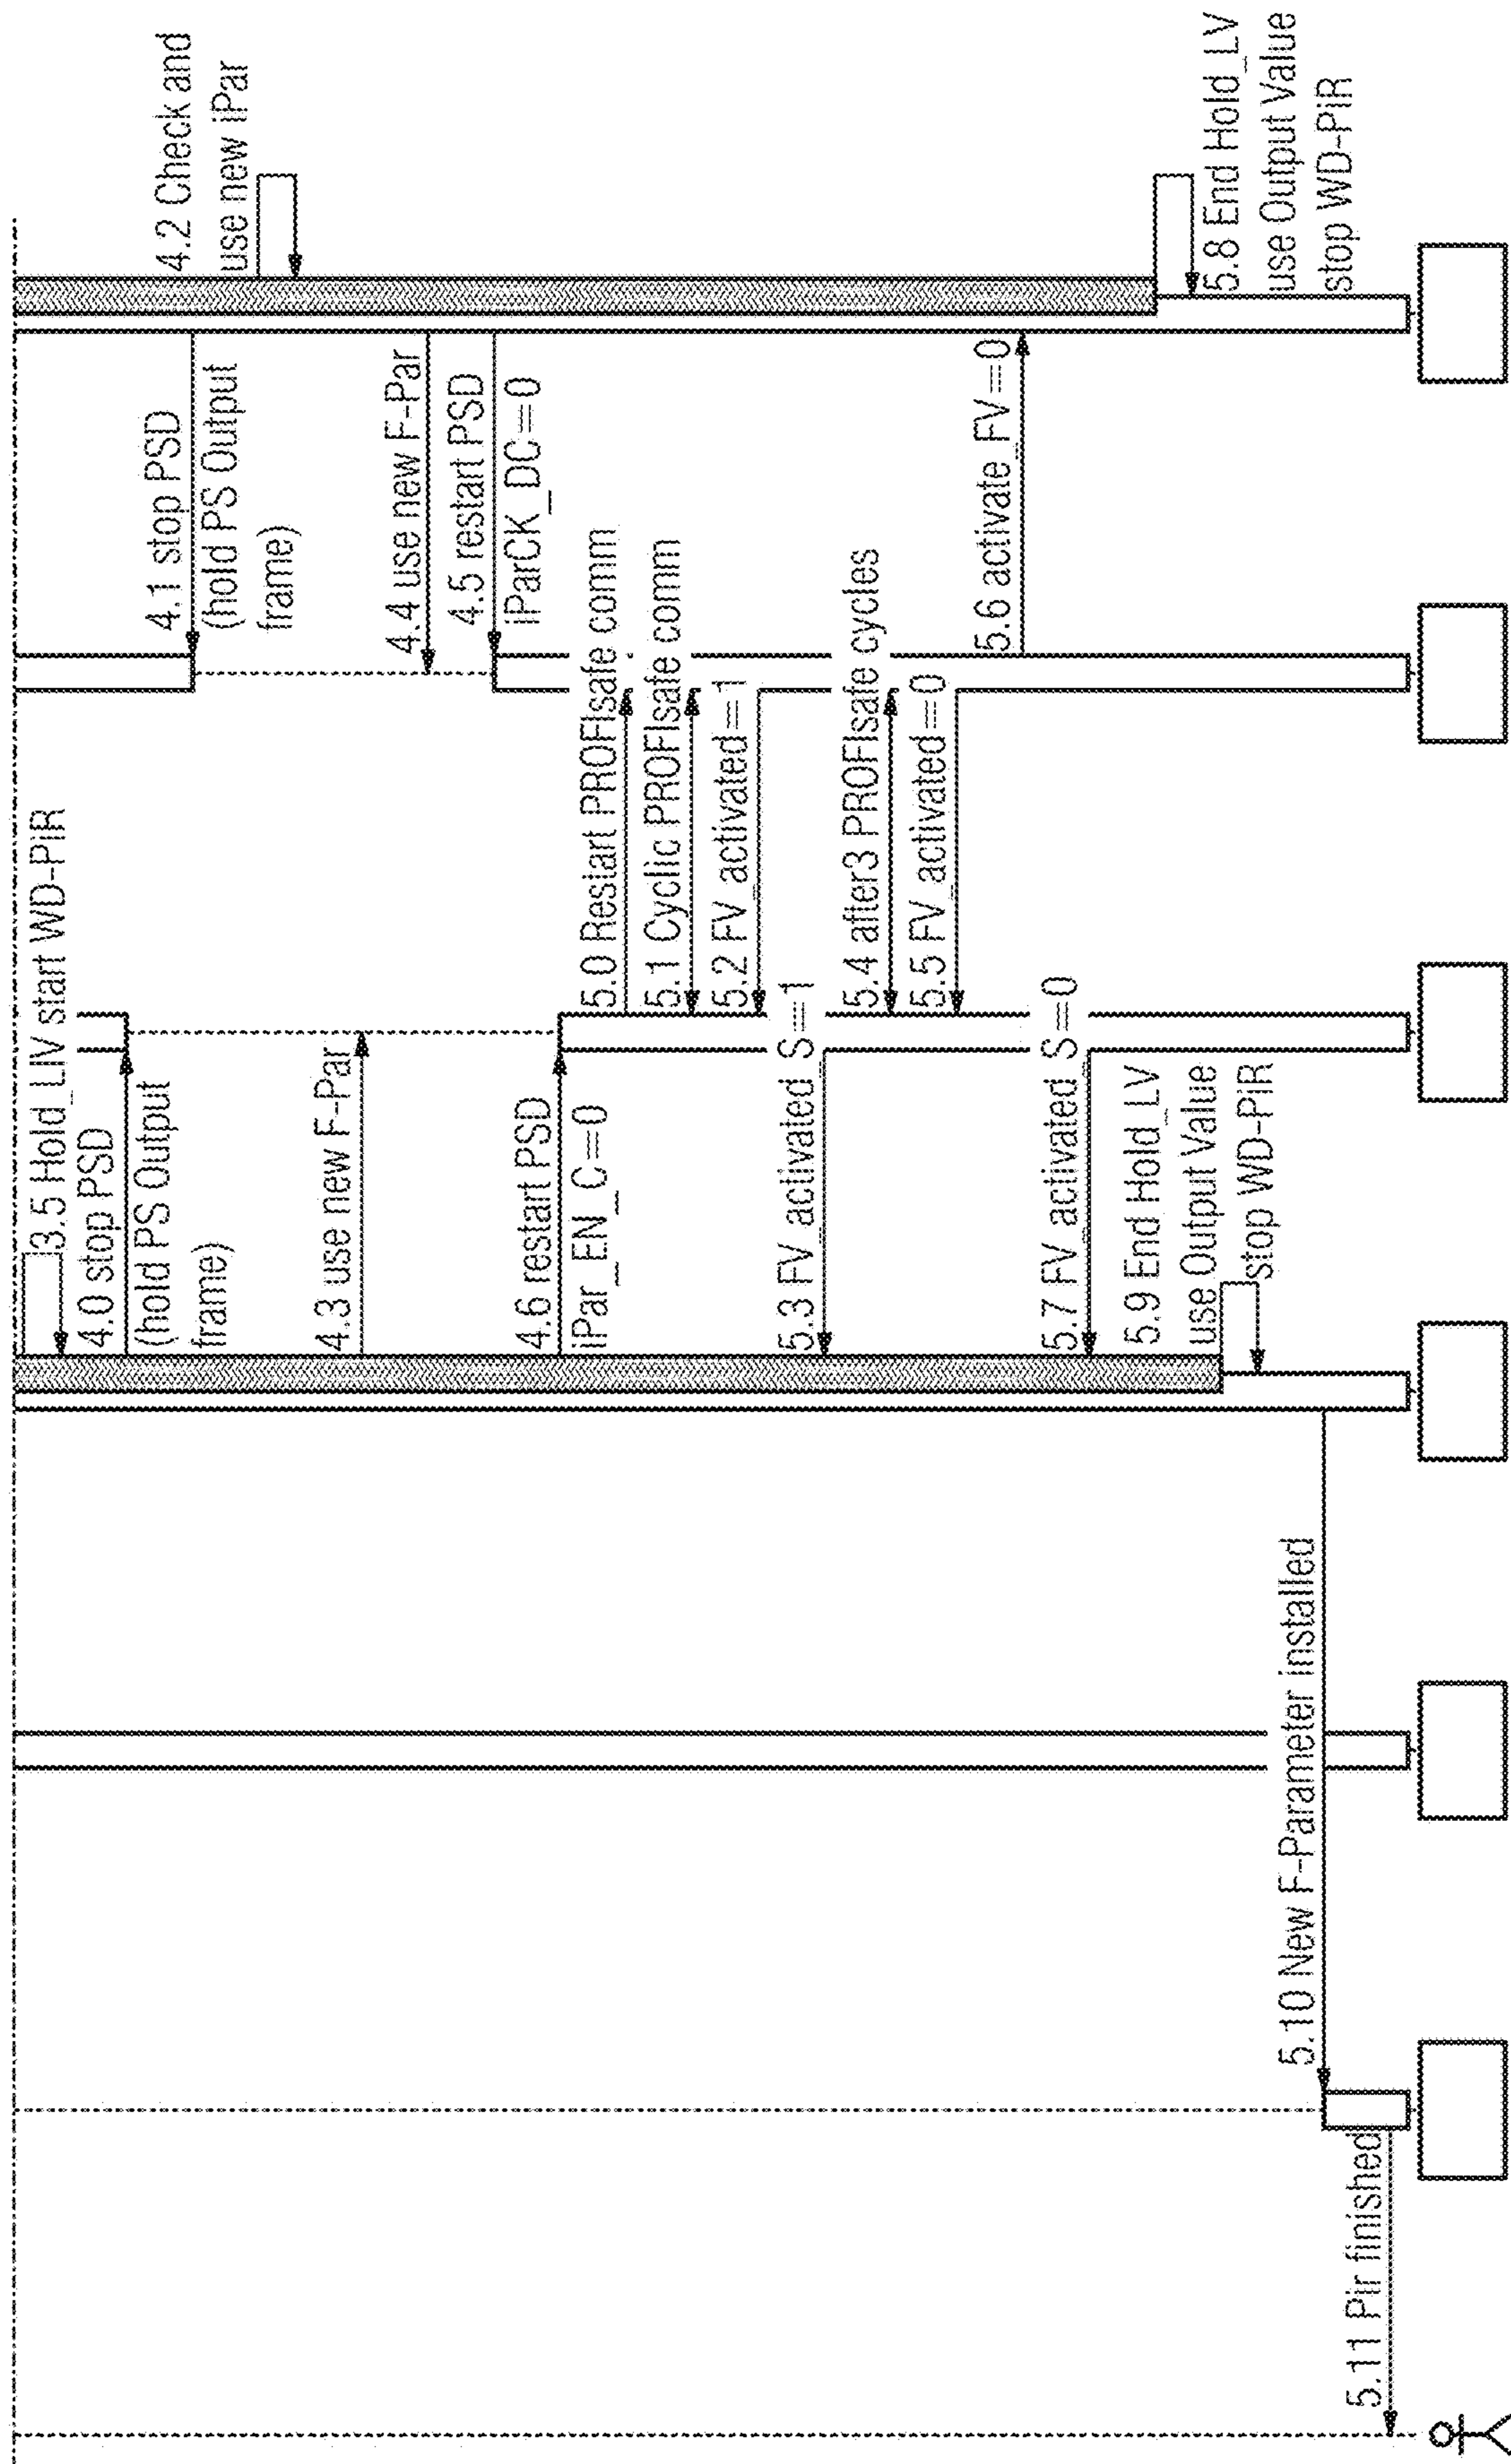 3.5 Hold_LIV start WD-PiR
4.0 stop PSD
(hold PS Output
frame)
4.1 stop PSD
(hold PS Output
frame)
4.2 Check and
use new iPar
4.3 use new F-Par
4.4 use new F-Par
4.5 restart PSD
iParCK_DC=0
4.6 restart PSD
iPar_EN_C=0
5.0 Restart PROFIsafe comm
5.1 Cyclic PROFIsafe comm
5.2 FV_activated=1
5.3 FV_activated_S=1
5.4 after3 PROFIsafe cycles
5.5 FV_activated=0
5.6 activate_FV=0
5.7 FV_activated_S=0
5.8 End Hold_LV
use Output Value
stop WD-PiR
5.9 End Hold_LV
use Output Value
stop WD-PiR
5.10 New F-Parameter installed
5.11 Pir finished